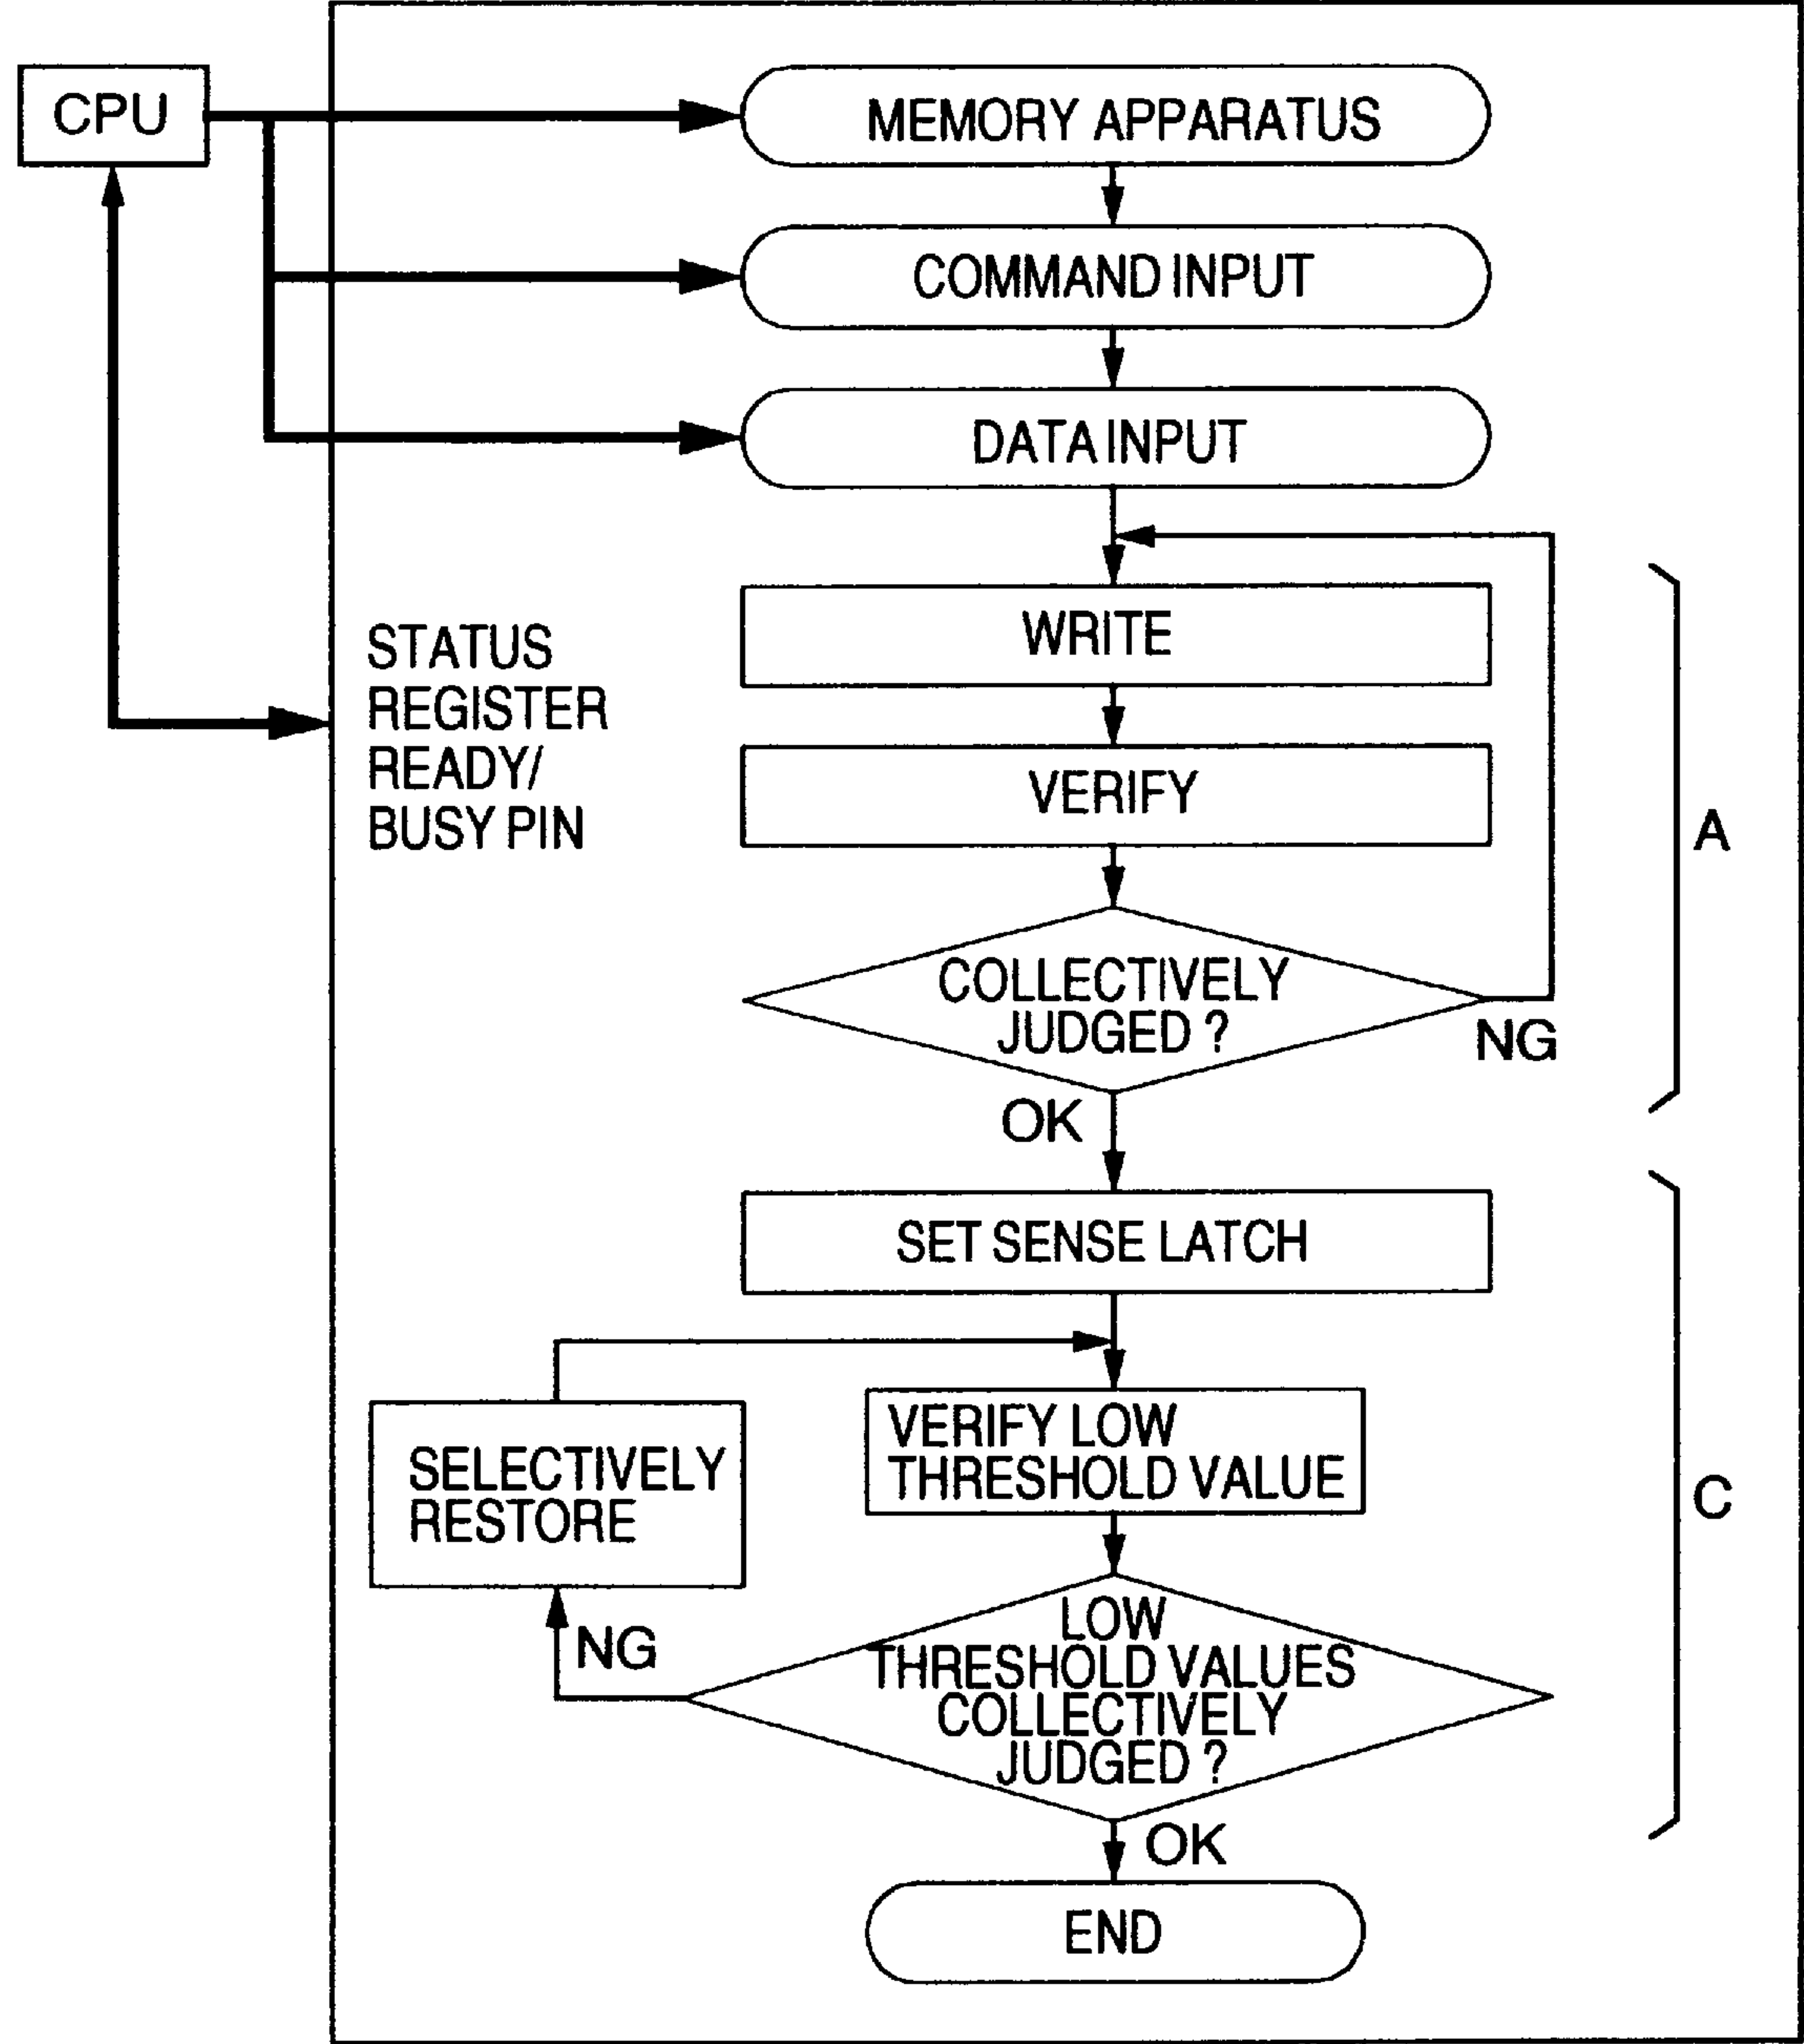 CPU
MEMORY APPARATUS
COMMAND INPUT
DATA INPUT
STATUS
REGISTER
READY/
BUSY PIN
WRITE
VERIFY
A
COLLECTIVELY
JUDGED ?
NG
OK
SET SENSE LATCH
SELECTIVELY
RESTORE
VERIFY LOW
THRESHOLD VALUE
C
NG
LOW
THRESHOLD VALUES
COLLECTIVELY
JUDGED ?
OK
END